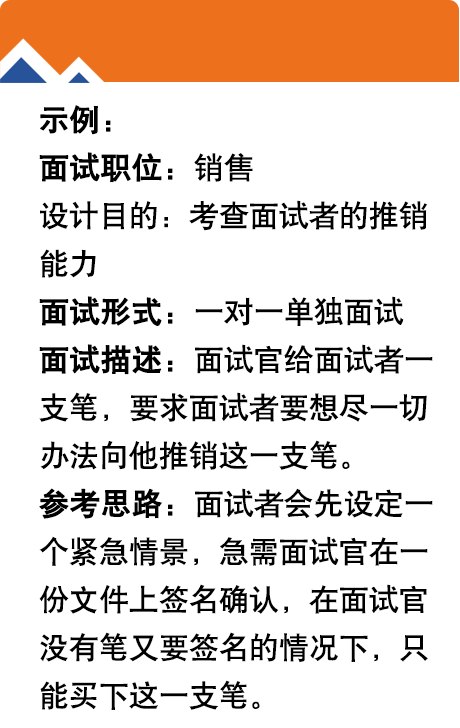 示例：
面试职位：销售
设计目的：考查面试者的推销
能力
面试形式：一对一单独面试
面试描述：面试官给面试者一
支笔，要求面试者要想尽一切
办法向他推销这一支笔。
参考思路：面试者会先设定一
个紧急情景，急需面试官在一
份文件上签名确认，在面试官
没有笔又要签名的情况下，只
能买下这一支笔。